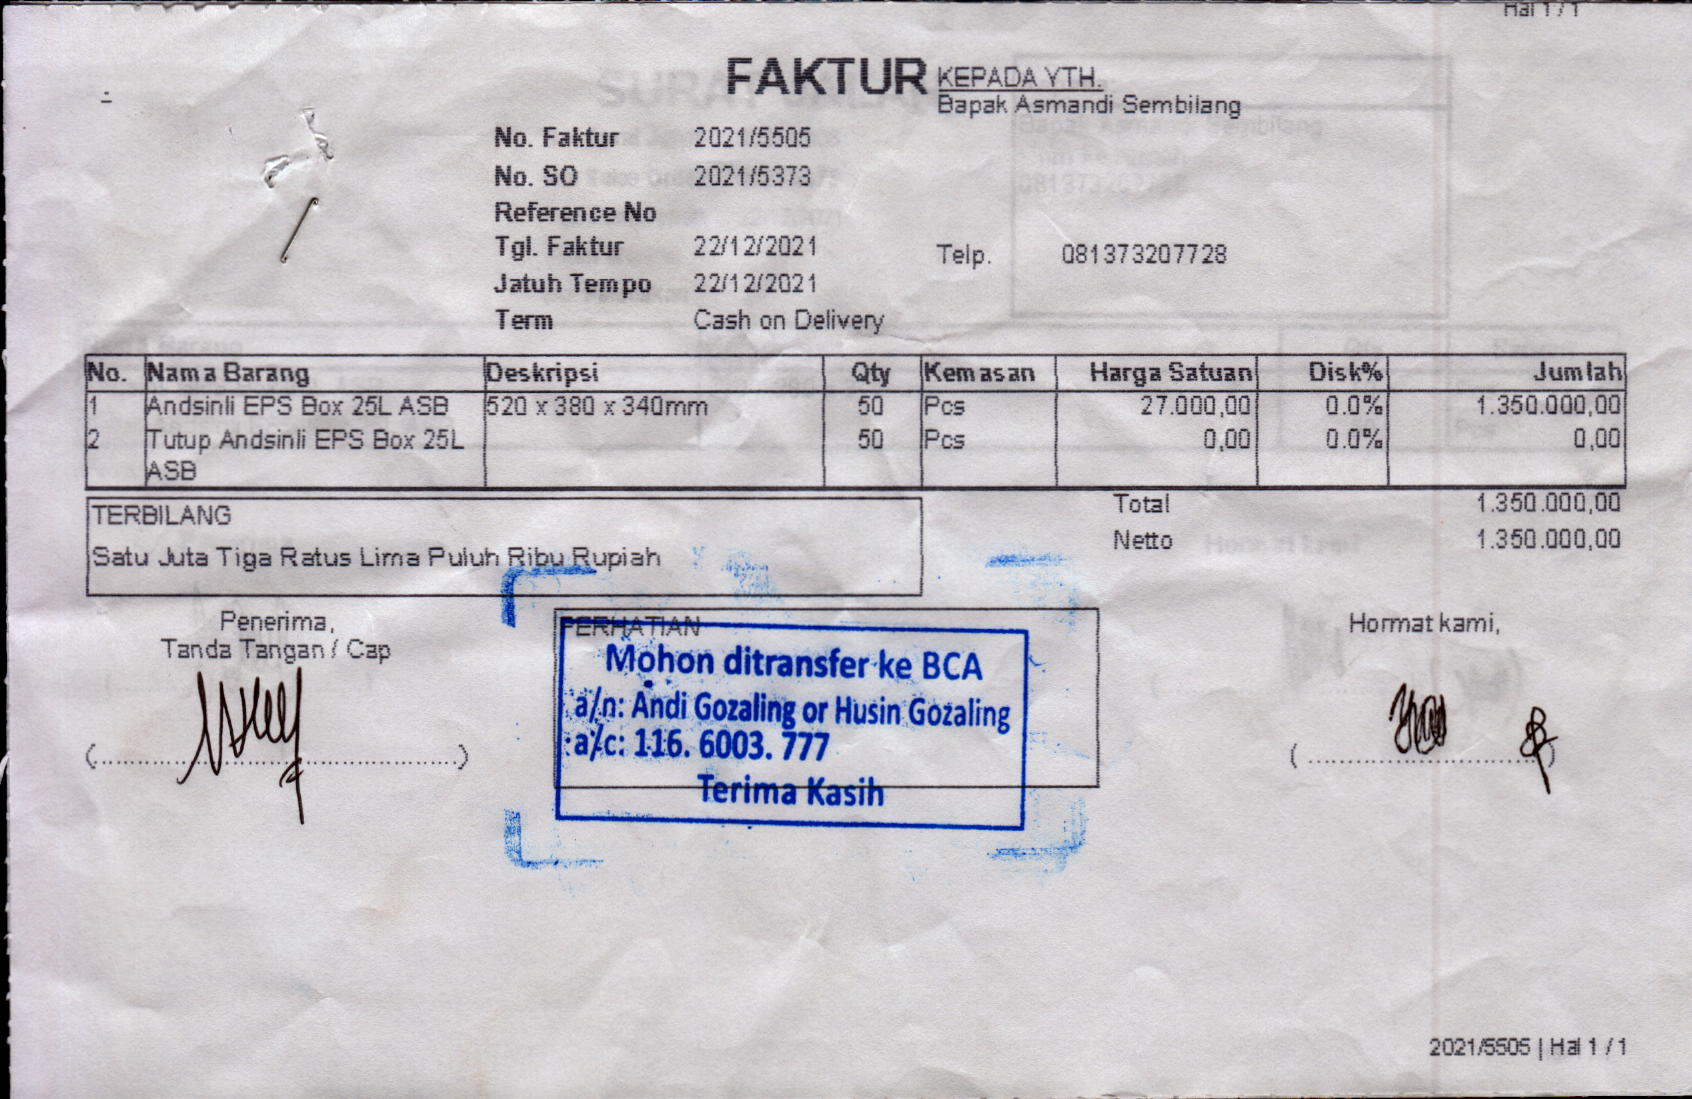 Hal 1 / 1
FAKTUR
KEPADA YTH.
Bapak Asmandi Sembilang
No. Faktur 2021/5505
No. SO 2021/5373
Reference No
Tgl. Faktur 22/12/2021
Telp. 081373207728
Jatuh Tempo 22/12/2021
Term Cash on Delivery
No. Nama Barang Deskripsi Qty Kemasan Harga Satuan Disk% Jumlah
1 Andsinli EPS Box 25L ASB 520 x 380 x 340mm 50 Pcs 27.000,00 0.0% 1.350.000,00
2 Tutup Andsinli EPS Box 25L 50 Pcs 0,00 0.0% 0,00
ASB
TERBILANG
Satu Juta Tiga Ratus Lima Puluh Ribu Rupiah
Total 1.350.000,00
Netto 1.350.000,00
Penerima,
Tanda Tangan / Cap
PERHATIAN
Mohon ditransfer ke BCA
a/n: Andi Gozaling or Husin Gozaling
a/c: 116. 6003. 777
Terima Kasih
Hormat kami,
2021/5505 | Hal 1 / 1